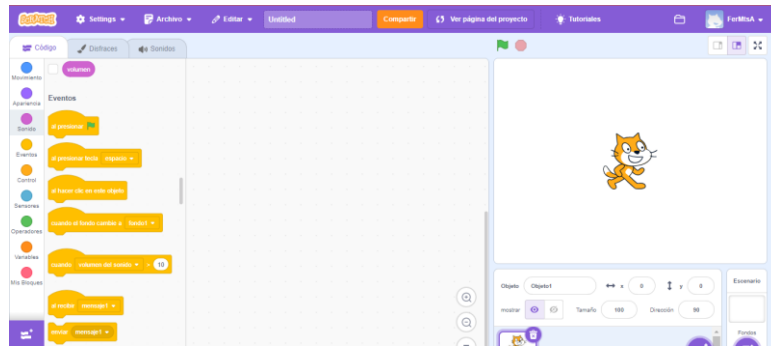 SCRATCH Settings Archivo Editar Untitled Compartir Ver página del proyecto Tutoriales FerMtsA
Código Disfraces Sonidos
Movimiento
Apariencia
Sonido
Eventos
Control
Sensores
Operadores
Variables
Mis Bloques
volumen
Eventos
al presionar
al presionar tecla espacio
al hacer clic en este objeto
cuando el fondo cambie a fondo1
cuando volumen del sonido > 10
al recibir mensaje1
enviar mensaje1
Objeto Objeto1 x 0 y 0
mostrar Tamaño 100 Dirección 90
Escenario
Fondos